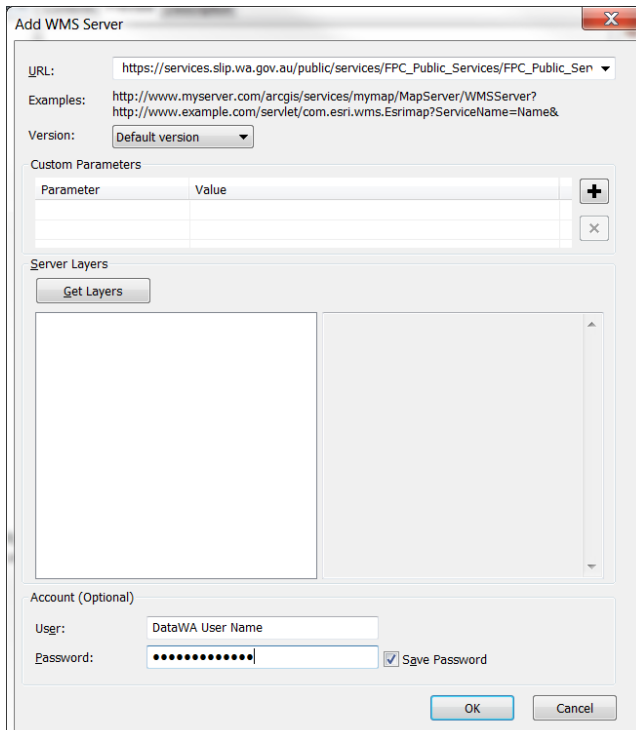 Add WMS Server
URL: https://services.slip.wa.gov.au/public/services/FPC_Public_Services/FPC_Public_Serv
Examples: http://www.myserver.com/arcgis/services/mymap/MapServer/WMSServer?
http://www.example.com/servlet/com.esri.wms.Esrimap?ServiceName=Name&
Version: Default version
Custom Parameters
Parameter Value
Server Layers
Get Layers
Account (Optional)
User: DataWA User Name
Password: •••••••••••••
Save Password
OK Cancel